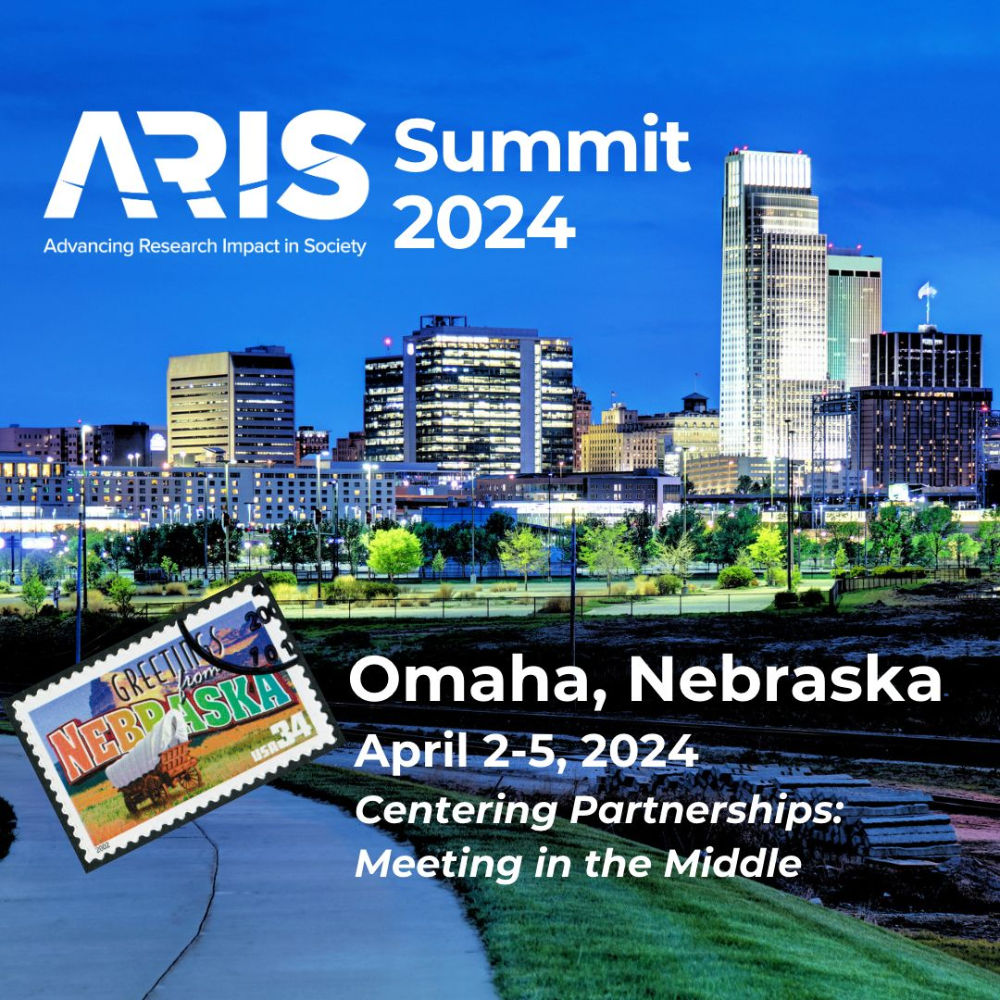 ARIS
Advancing Research Impact in Society
Summit
2024
GREETINGS
from
NEBRASKA
USA 34
2002
Omaha, Nebraska
April 2-5, 2024
Centering Partnerships:
Meeting in the Middle